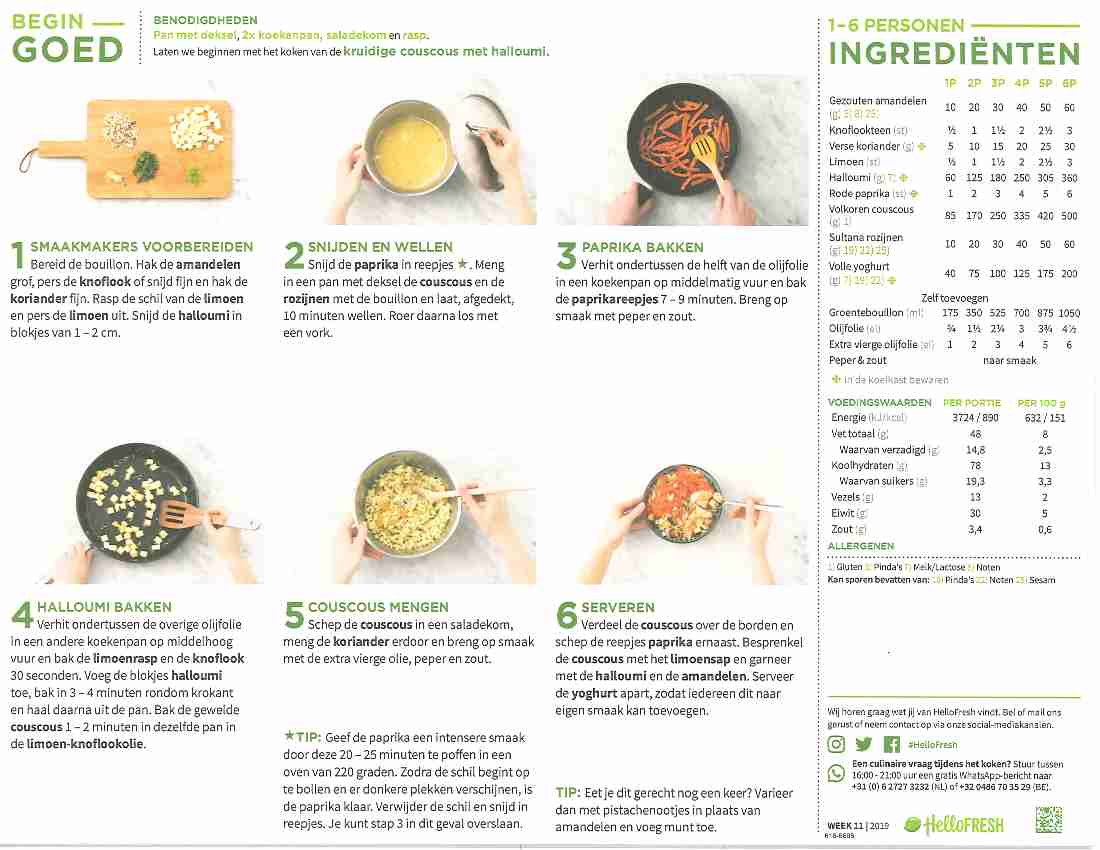 BEGIN
GOED
BENODIGDHEDEN
Pan met deksel, 2x koekenpan, saladekom en rasp.
Laten we beginnen met het koken van de kruidige couscous met halloumi.
1 SMAAKMAKERS VOORBEREIDEN
Bereid de bouillon. Hak de amandelen
grof, pers de knoflook of snijd fijn en hak de
koriander fijn. Rasp de schil van de limoen
en pers de limoen uit. Snijd de halloumi in
blokjes van 1 – 2 cm.
2 SNIJDEN EN WELLEN
Snijd de paprika in reepjes ★. Meng
in een pan met deksel de couscous en de
rozijnen met de bouillon en laat, afgedekt,
10 minuten wellen. Roer daarna los met
een vork.
3 PAPRIKA BAKKEN
Verhit ondertussen de helft van de olijfolie
in een koekenpan op middelmatig vuur en bak
de paprikareepjes 7 – 9 minuten. Breng op
smaak met peper en zout.
4 HALLOUMI BAKKEN
Verhit ondertussen de overige olijfolie
in een andere koekenpan op middelhoog
vuur en bak de limoenrasp en de knoflook
30 seconden. Voeg de blokjes halloumi
toe, bak in 3 – 4 minuten rondom krokant
en haal daarna uit de pan. Bak de gewelde
couscous 1 – 2 minuten in dezelfde pan in
de limoen-knoflookolie.
5 COUSCOUS MENGEN
Schep de couscous in een saladekom,
meng de koriander erdoor en breng op smaak
met de extra vierge olie, peper en zout.
★TIP: Geef de paprika een intensere smaak
door deze 20 – 25 minuten te poffen in een
oven van 220 graden. Zodra de schil begint op
te bollen en er donkere plekken verschijnen, is
de paprika klaar. Verwijder de schil en snijd in
reepjes. Je kunt stap 3 in dit geval overslaan.
6 SERVEREN
Verdeel de couscous over de borden en
schep de reepjes paprika ernaast. Besprenkel
de couscous met het limoensap en garneer
met de halloumi en de amandelen. Serveer
de yoghurt apart, zodat iedereen dit naar
eigen smaak kan toevoegen.
TIP: Eet je dit gerecht nog een keer? Varieer
dan met pistachenootjes in plaats van
amandelen en voeg munt toe.
1–6 PERSONEN
INGREDIËNTEN
1P 2P 3P 4P 5P 6P
Gezouten amandelen
(g) 5) 8) 25) 10 20 30 40 50 60
Knoflookteen (st) ½ 1 1½ 2 2½ 3
Verse koriander (g) 5 10 15 20 25 30
Limoen (st) ½ 1 1½ 2 2½ 3
Halloumi (g) 7) 60 125 180 250 305 360
Rode paprika (st) 1 2 3 4 5 6
Volkoren couscous
(g) 1) 85 170 250 335 420 500
Sultana rozijnen
(g) 19) 22) 25) 10 20 30 40 50 60
Volle yoghurt
(g) 7) 19) 22) 40 75 100 125 175 200
Zelf toevoegen
Groentebouillon (ml) 175 350 525 700 875 1050
Olijfolie (el) ¾ 1½ 2¼ 3 3¾ 4½
Extra vierge olijfolie (el) 1 2 3 4 5 6
Peper & zout naar smaak
In de koelkast bewaren
VOEDINGSWAARDEN PER PORTIE PER 100 g
Energie (kJ/kcal) 3724 / 890 632 / 151
Vet totaal (g) 48 8
Waarvan verzadigd (g) 14,8 2,5
Koolhydraten (g) 78 13
Waarvan suikers (g) 19,3 3,3
Vezels (g) 13 2
Eiwit (g) 30 5
Zout (g) 3,4 0,6
ALLERGENEN
1) Gluten 5) Pinda's 7) Melk/Lactose 8) Noten
Kan sporen bevatten van: 19) Pinda's 22) Noten 25) Sesam
Wij horen graag wat jij van HelloFresh vindt. Bel of mail ons
gerust of neem contact op via onze social-mediakanalen.
#HelloFresh
Een culinaire vraag tijdens het koken? Stuur tussen
16:00 - 21:00 uur een gratis WhatsApp-bericht naar
+31 (0) 6 2727 3232 (NL) of +32 0486 70 35 29 (BE).
WEEK 11 | 2019
HelloFRESH